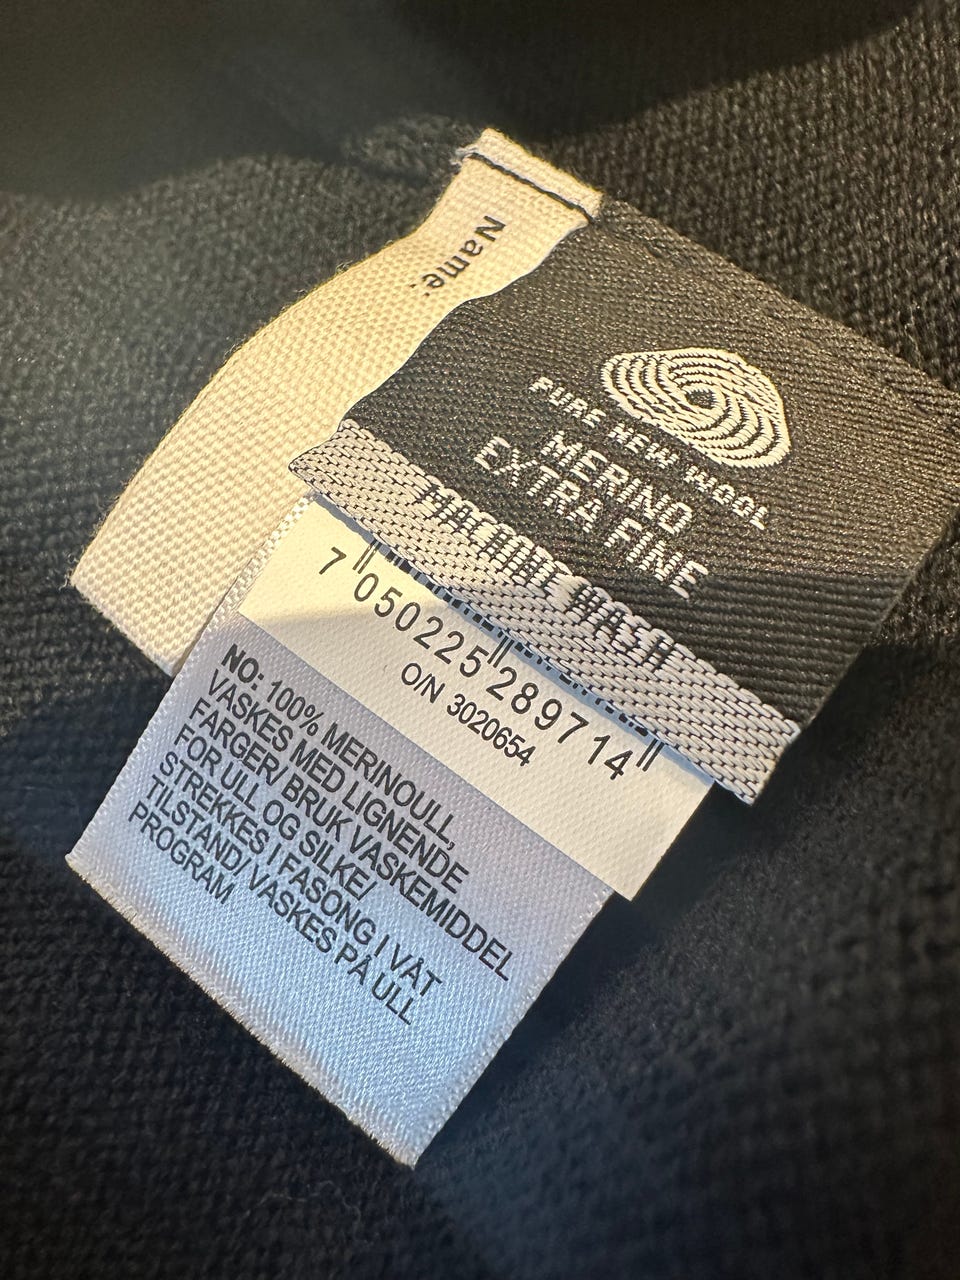 Name:
PURE NEW WOOL
MERINO
EXTRA FINE
MACHINE WASH
7 050225 289714
O/N 3020654
NO: 100% MERINOULL,
VASKES MED LIGNENDE
FARGER/ BRUK VASKEMIDDEL
FOR ULL OG SILKE/
STREKKES I FASONG I VÅT
TILSTAND/ VASKES PÅ ULL
PROGRAM